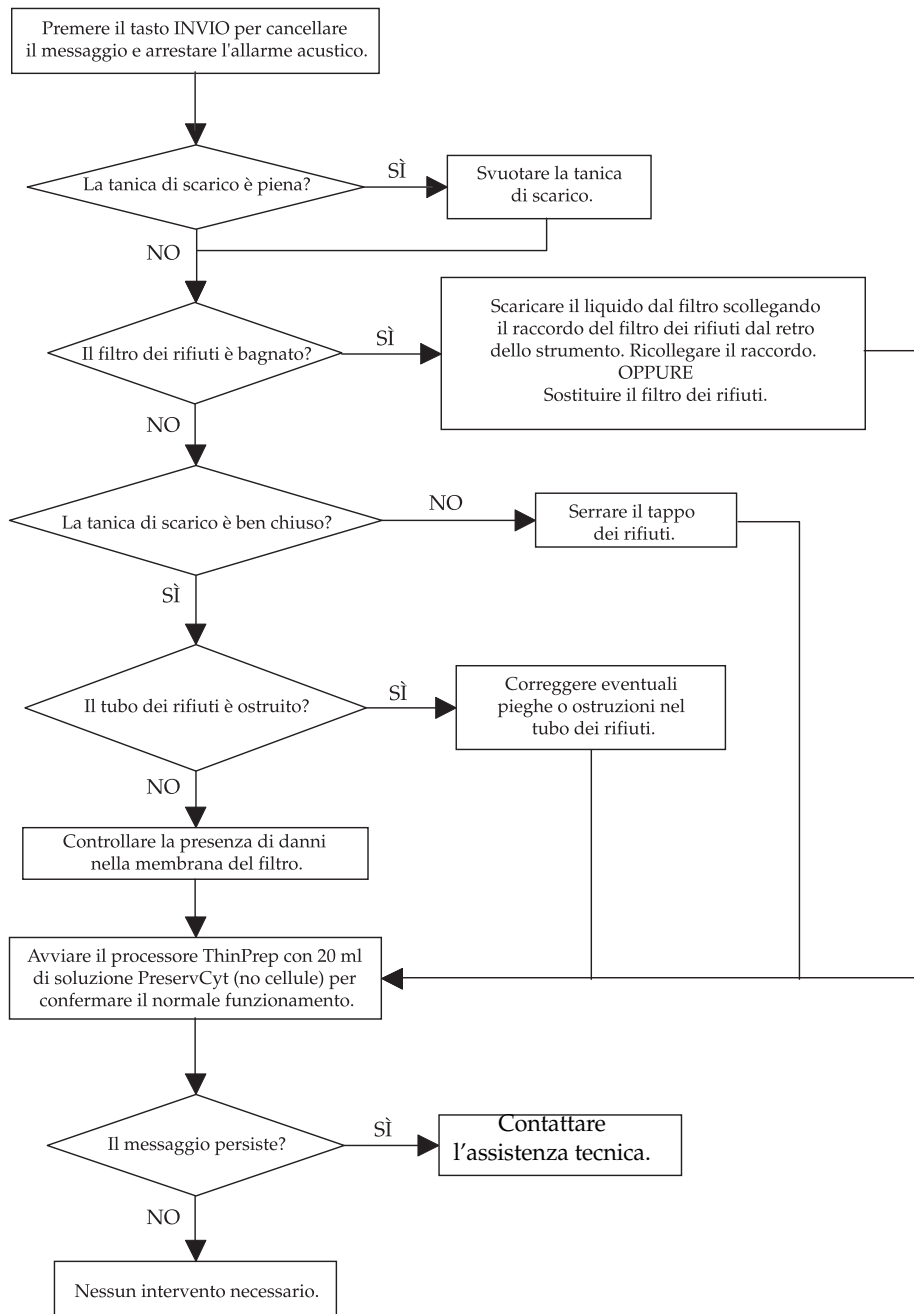 Premere il tasto INVIO per cancellare
il messaggio e arrestare l'allarme acustico.
La tanica di scarico è piena?
SÌ
Svuotare la tanica
di scarico.
NO
Il filtro dei rifiuti è bagnato?
SÌ
Scaricare il liquido dal filtro scollegando
il raccordo del filtro dei rifiuti dal retro
dello strumento. Ricollegare il raccordo.
OPPURE
Sostituire il filtro dei rifiuti.
NO
La tanica di scarico è ben chiuso?
NO
Serrare il tappo
dei rifiuti.
SÌ
Il tubo dei rifiuti è ostruito?
SÌ
Correggere eventuali
pieghe o ostruzioni nel
tubo dei rifiuti.
NO
Controllare la presenza di danni
nella membrana del filtro.
Avviare il processore ThinPrep con 20 ml
di soluzione PreservCyt (no cellule) per
confermare il normale funzionamento.
Il messaggio persiste?
SÌ
Contattare
l’assistenza tecnica.
NO
Nessun intervento necessario.